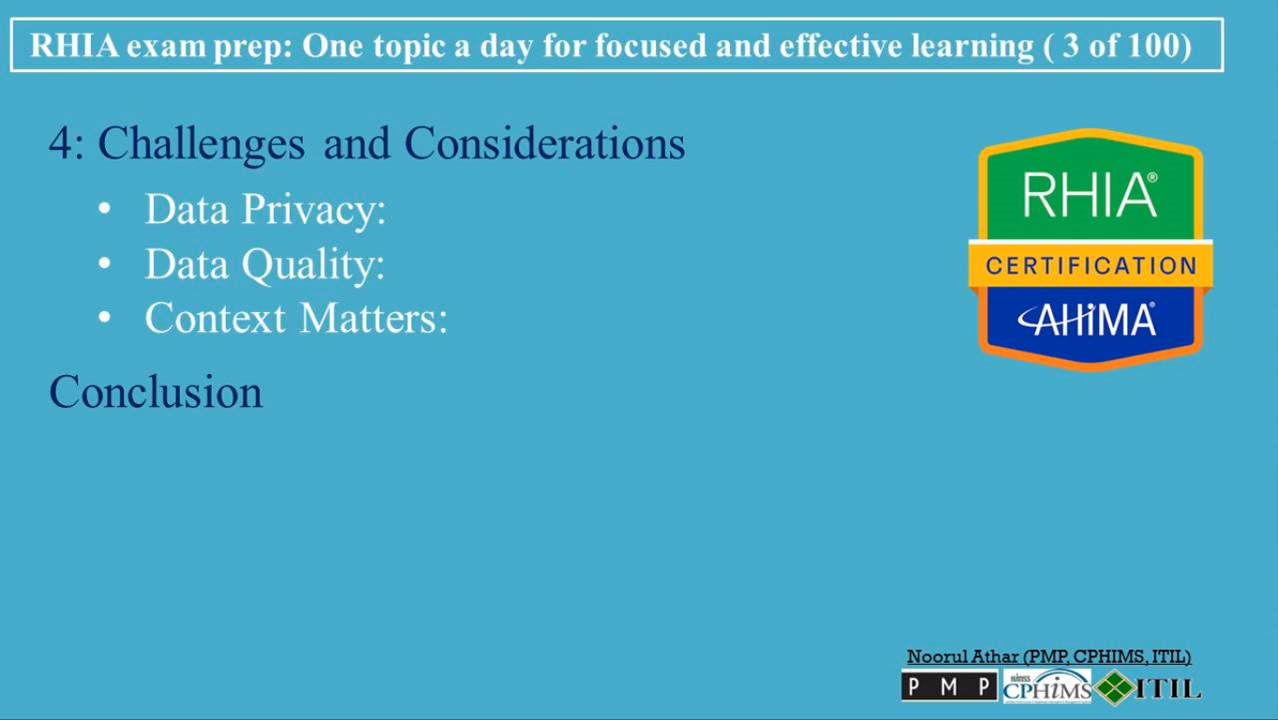 RHIA exam prep: One topic a day for focused and effective learning ( 3 of 100)
4: Challenges and Considerations
• Data Privacy:
• Data Quality:
• Context Matters:
Conclusion
RHIA®
CERTIFICATION
AHiMA®
Noorul Athar (PMP, CPHIMS, ITIL)
P M P
himss
CPHiMS
ITIL